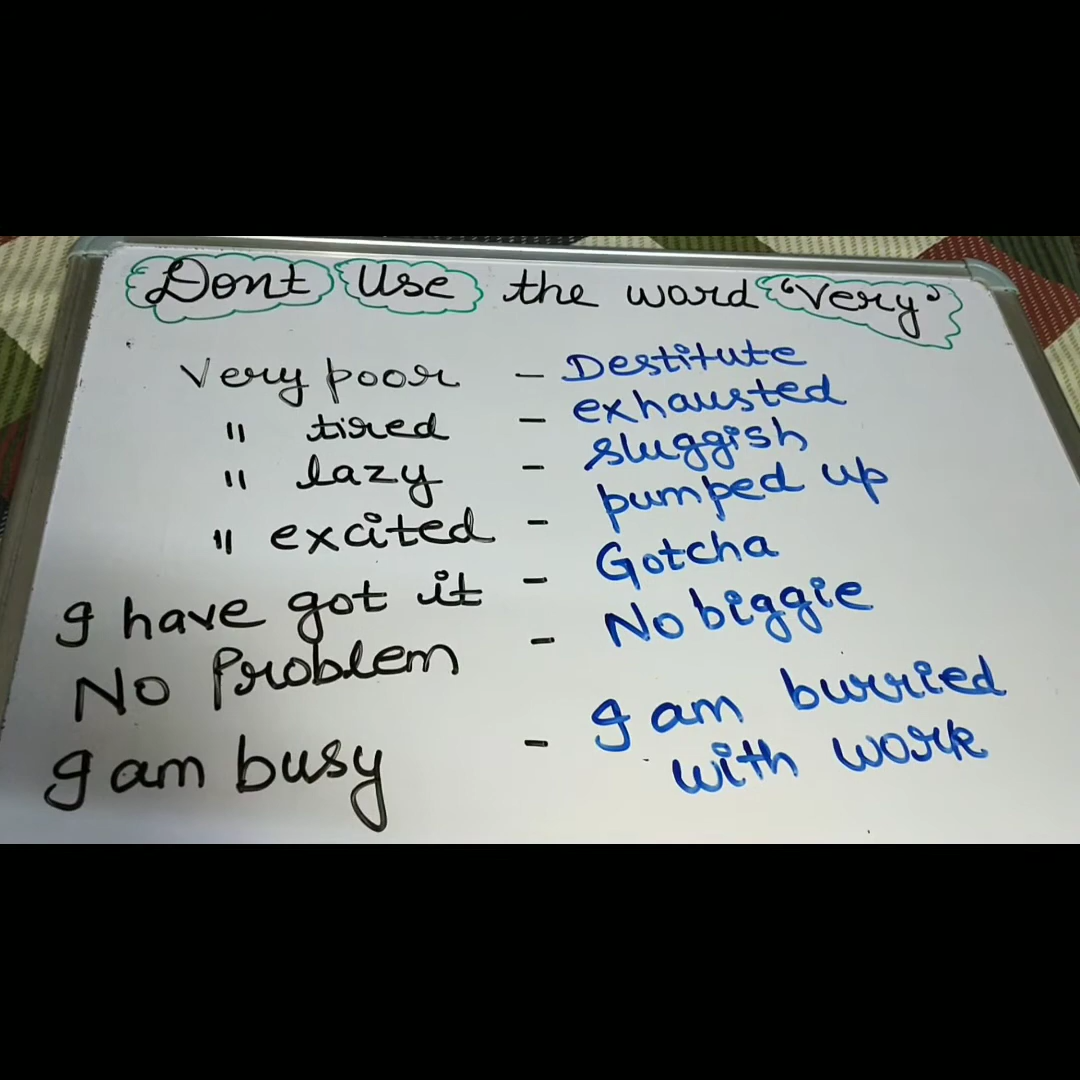 Dont Use the word "Very"
Very poor - Destitute
" tired - exhausted
" lazy - sluggish
" excited - pumped up
I have got it - Gotcha
No Problem - No biggie
I am busy - I am burried
with work